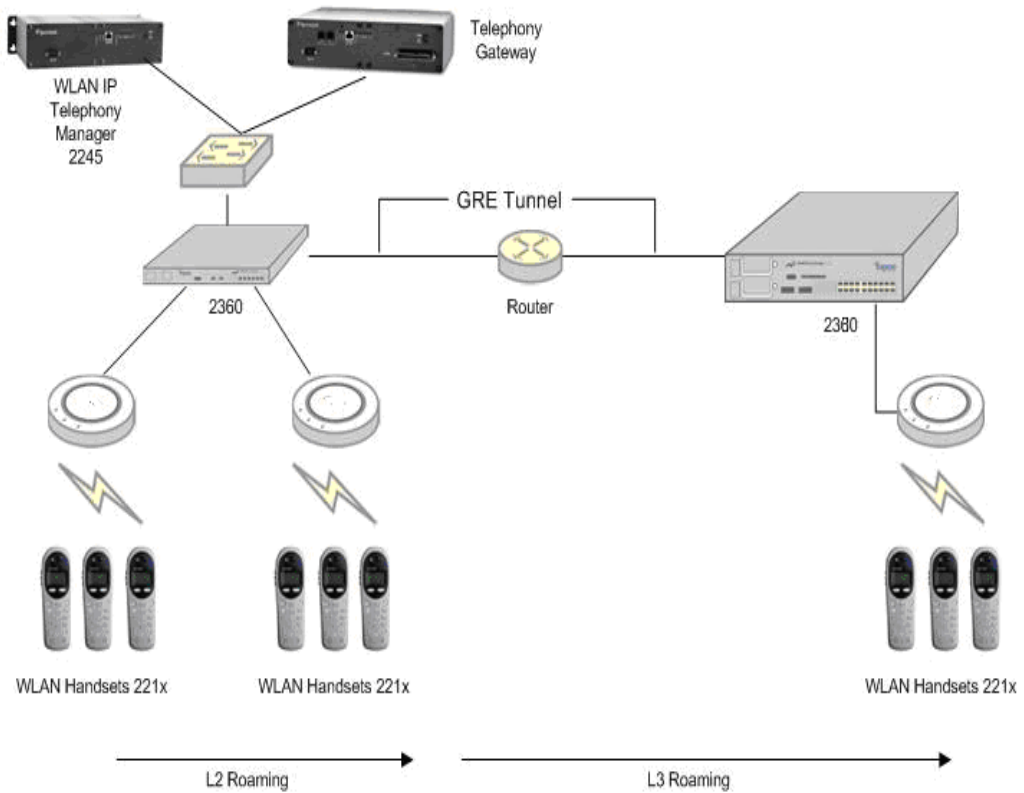 Telephony
Gateway
WLAN IP
Telephony
Manager
2245
GRE Tunnel
2360
Router
2380
WLAN Handsets 221x
WLAN Handsets 221x
WLAN Handsets 221x
L2 Roaming
L3 Roaming